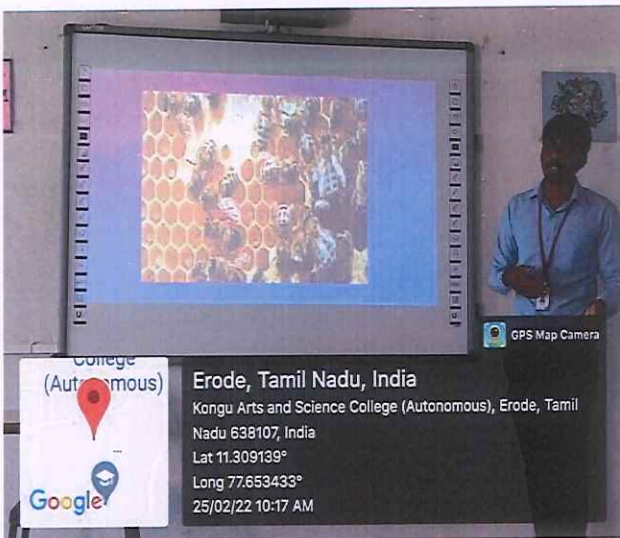 GPS Map Camera
College
(Autonomous)
Google
Erode, Tamil Nadu, India
Kongu Arts and Science College (Autonomous), Erode, Tamil
Nadu 638107, India
Lat 11.309139°
Long 77.653433°
25/02/22 10:17 AM